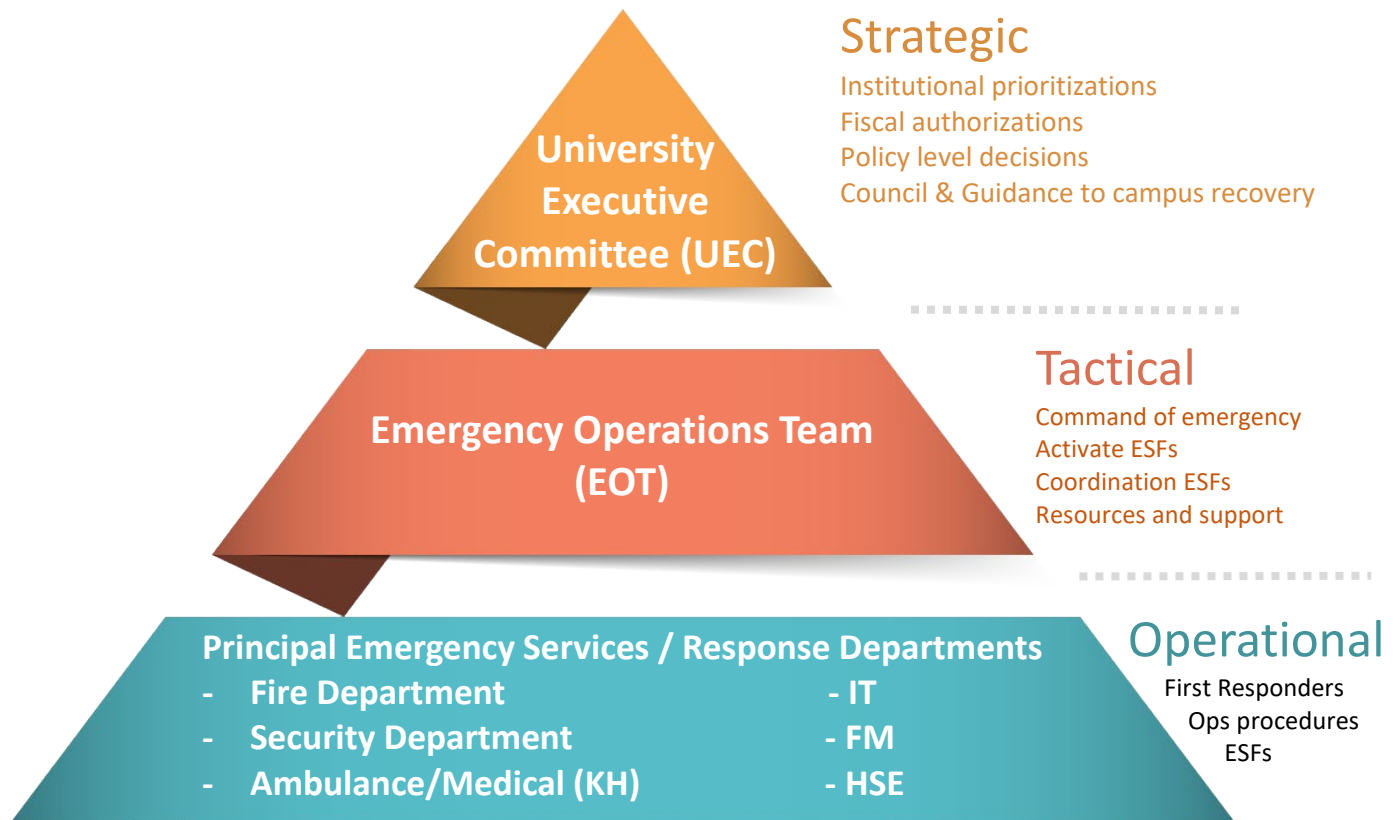 Strategic
Institutional prioritizations
Fiscal authorizations
Policy level decisions
Council & Guidance to campus recovery
University
Executive
Committee (UEC)
Tactical
Command of emergency
Activate ESFs
Coordination ESFs
Resources and support
Emergency Operations Team
(EOT)
Operational
First Responders
Ops procedures
ESFs
Principal Emergency Services / Response Departments
- Fire Department - IT
- Security Department - FM
- Ambulance/Medical (KH) - HSE